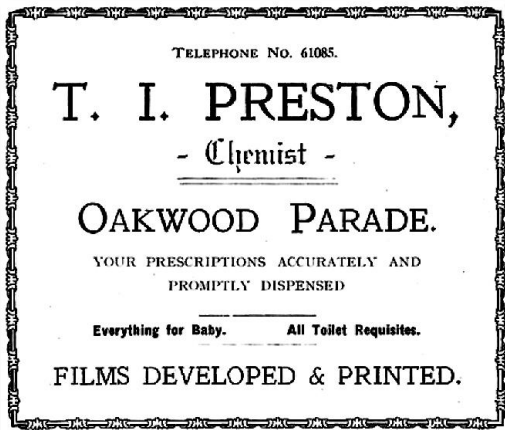 TELEPHONE NO. 61085.
T. I. PRESTON,
- Chemist -
OAKWOOD PARADE.
YOUR PRESCRIPTIONS ACCURATELY AND
PROMPTLY DISPENSED
Everything for Baby. All Toilet Requisites.
FILMS DEVELOPED & PRINTED.